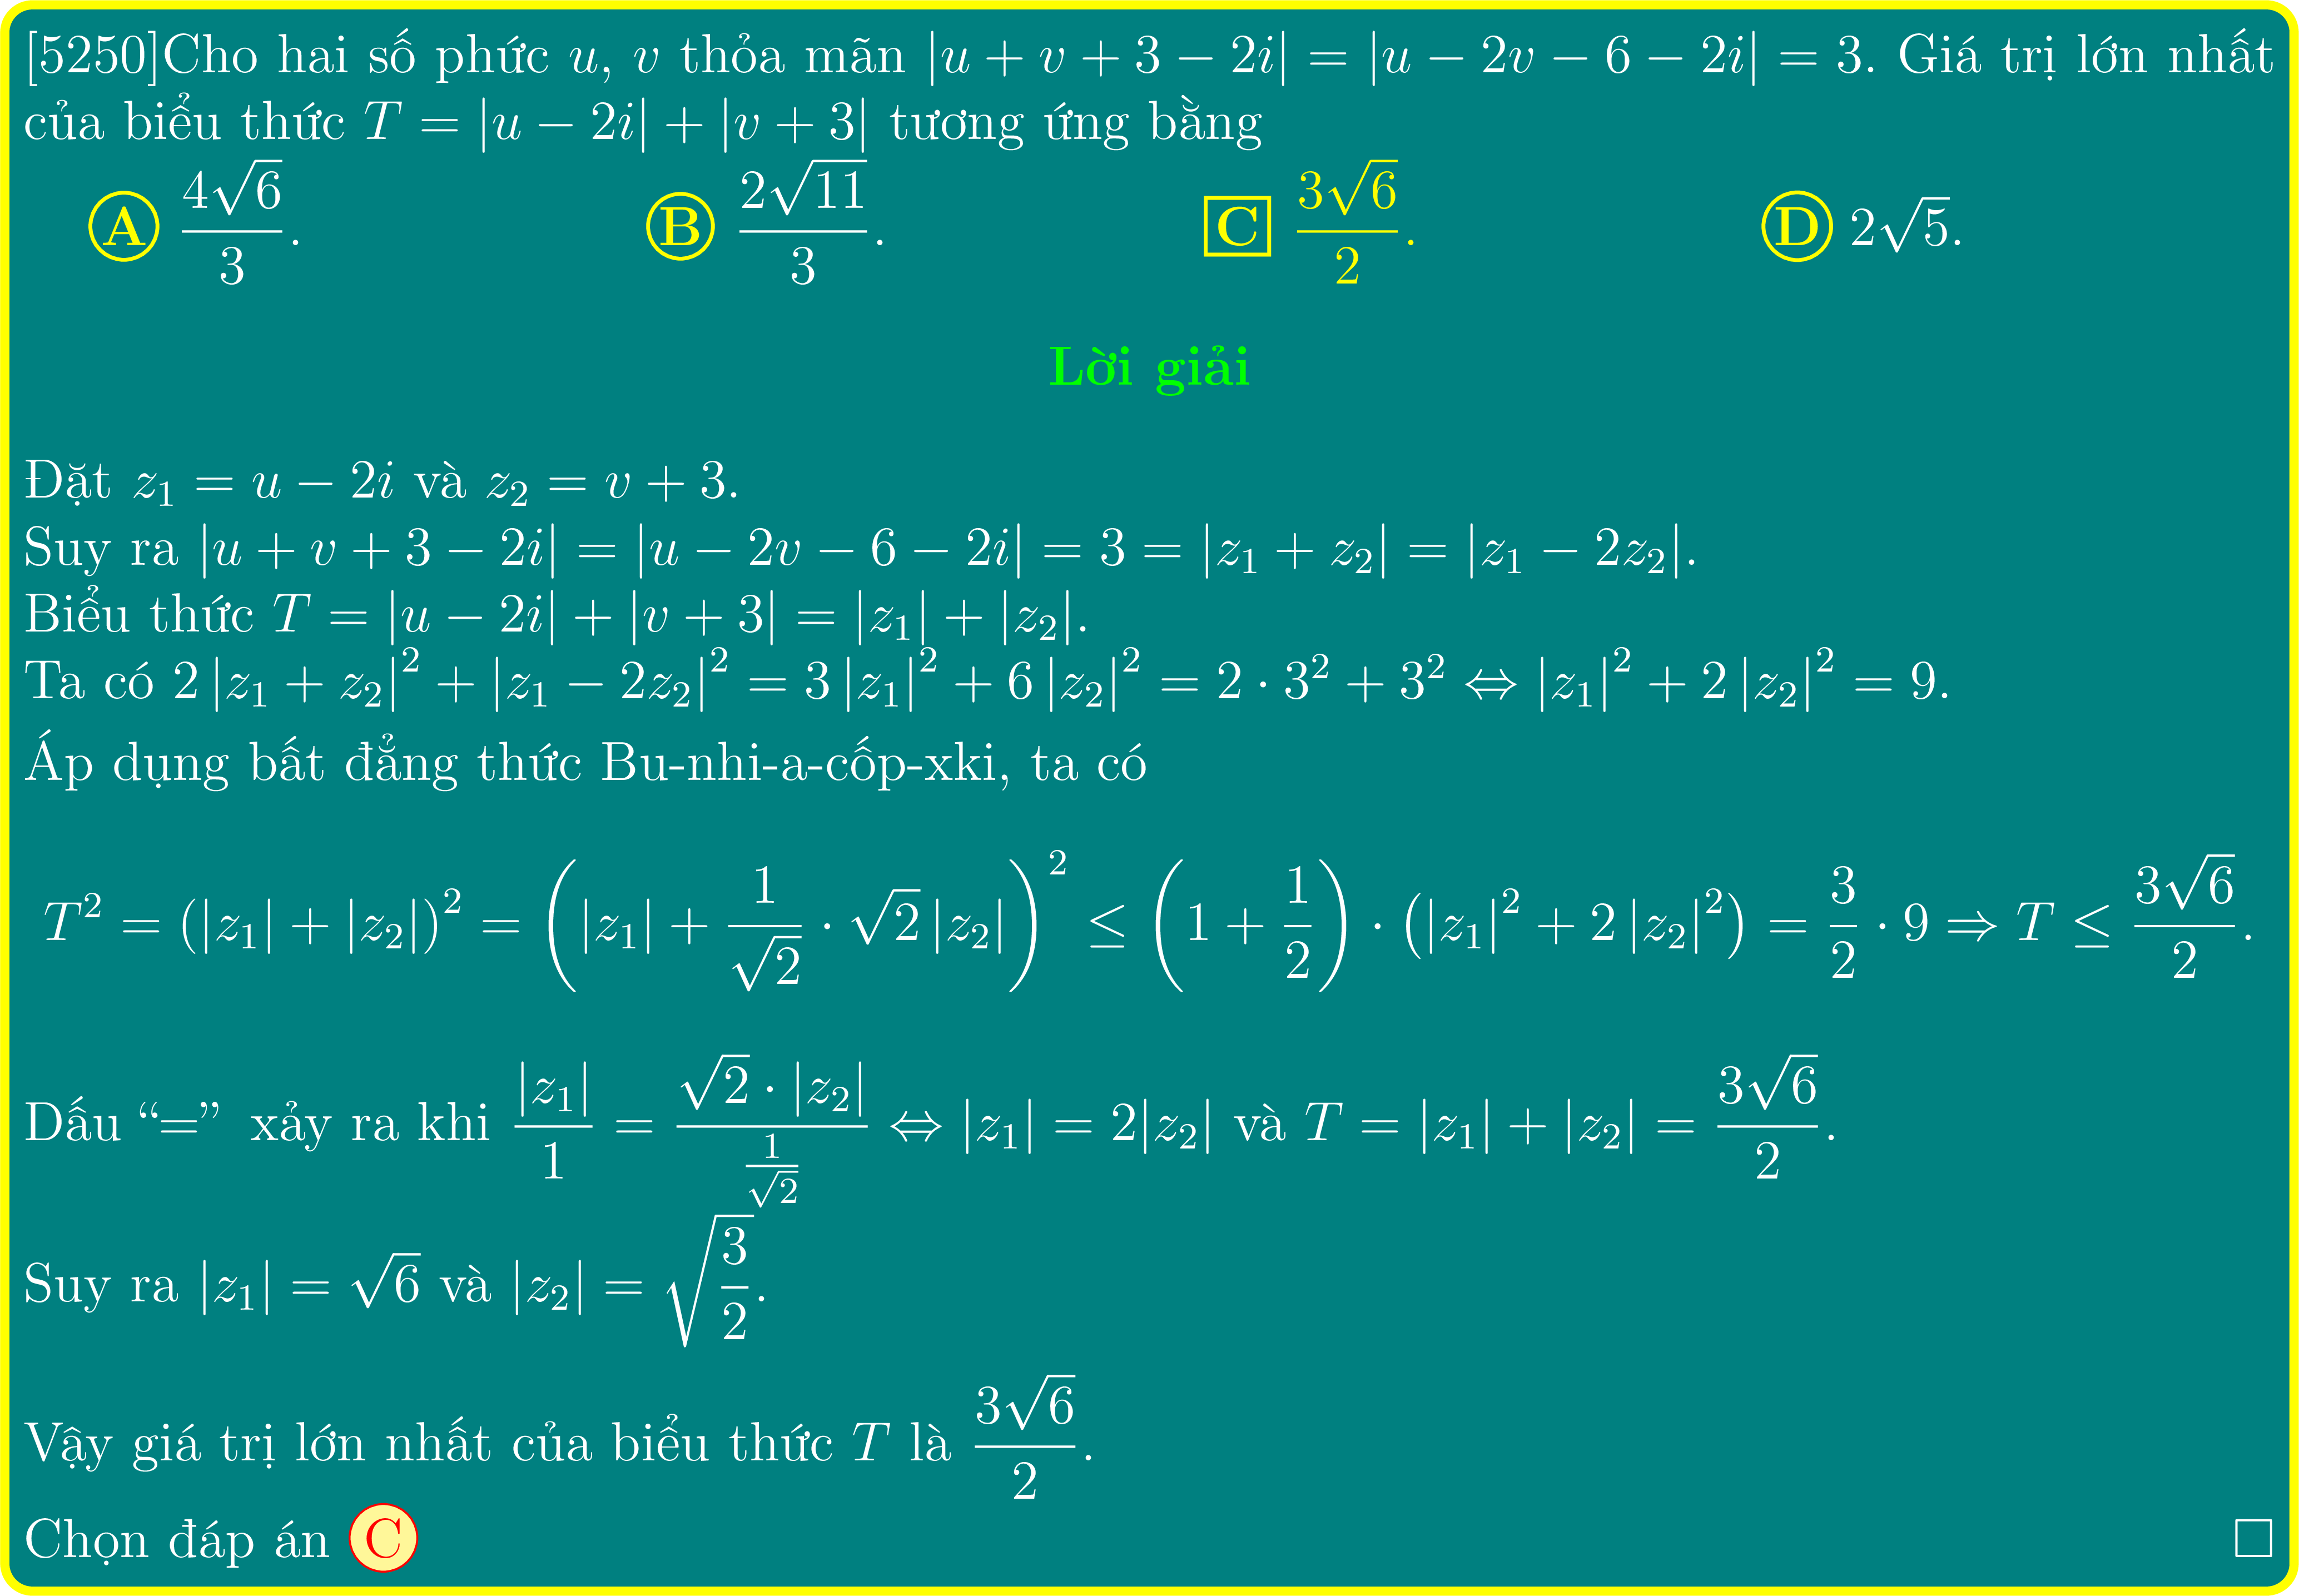 [5250]Cho hai số phức u, v thỏa mãn |u + v + 3 − 2i| = |u − 2v − 6 − 2i| = 3. Giá trị lớn nhất
của biểu thức T = |u − 2i| + |v + 3| tương ứng bằng
A $\frac{4\sqrt{6}}{3}$. B $\frac{2\sqrt{11}}{3}$. C $\frac{3\sqrt{6}}{2}$. D $2\sqrt{5}$.
Lời giải
Đặt $z_1 = u − 2i$ và $z_2 = v + 3$.
Suy ra $|u + v + 3 − 2i| = |u − 2v − 6 − 2i| = 3 = |z_1 + z_2| = |z_1 − 2z_2|$.
Biểu thức $T = |u − 2i| + |v + 3| = |z_1| + |z_2|$.
Ta có $2|z_1 + z_2|^2 + |z_1 − 2z_2|^2 = 3|z_1|^2 + 6|z_2|^2 = 2 \cdot 3^2 + 3^2 \Leftrightarrow |z_1|^2 + 2|z_2|^2 = 9$.
Áp dụng bất đẳng thức Bu-nhi-a-cốp-xki, ta có
$T^2 = (|z_1| + |z_2|)^2 = \left(|z_1| + \frac{1}{\sqrt{2}} \cdot \sqrt{2}|z_2|\right)^2 \leq \left(1 + \frac{1}{2}\right) \cdot (|z_1|^2 + 2|z_2|^2) = \frac{3}{2} \cdot 9 \Rightarrow T \leq \frac{3\sqrt{6}}{2}$.
Dấu “=” xảy ra khi $\frac{|z_1|}{1} = \frac{\sqrt{2} \cdot |z_2|}{\frac{1}{\sqrt{2}}} \Leftrightarrow |z_1| = 2|z_2|$ và $T = |z_1| + |z_2| = \frac{3\sqrt{6}}{2}$.
Suy ra $|z_1| = \sqrt{6}$ và $|z_2| = \sqrt{\frac{3}{2}}$.
Vậy giá trị lớn nhất của biểu thức T là $\frac{3\sqrt{6}}{2}$.
Chọn đáp án C □